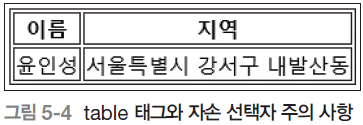 이름 지역
윤인성 서울특별시 강서구 내발산동
그림 5-4 table 태그와 자손 선택자 주의 사항